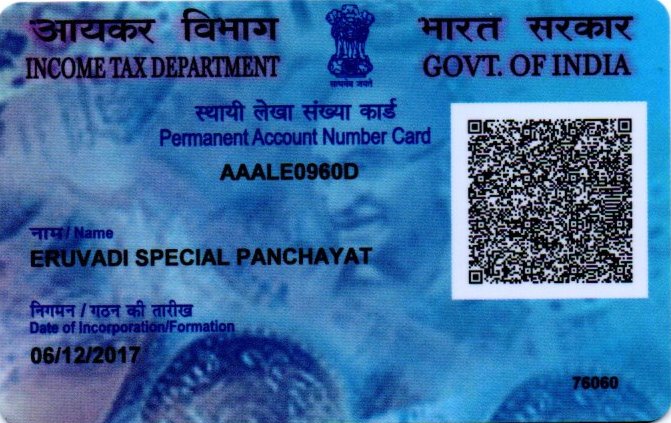 आयकर विभाग
INCOME TAX DEPARTMENT
सत्यमेव जयते
भारत सरकार
GOVT. OF INDIA
स्थायी लेखा संख्या कार्ड
Permanent Account Number Card
AAALE0960D
नाम / Name
ERUVADI SPECIAL PANCHAYAT
निगमन / गठन की तारीख
Date of Incorporation/Formation
06/12/2017
76060